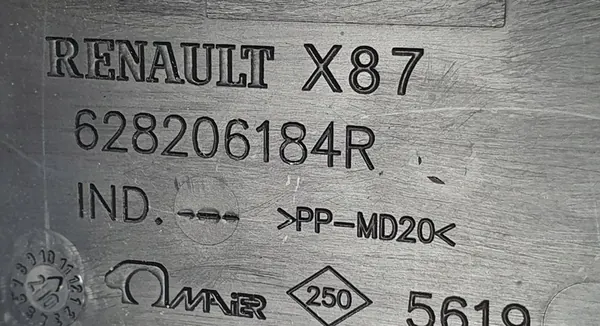 RENAULT X87
628206184R
IND. ---
>PP-MD20<
MAIER 250 5619